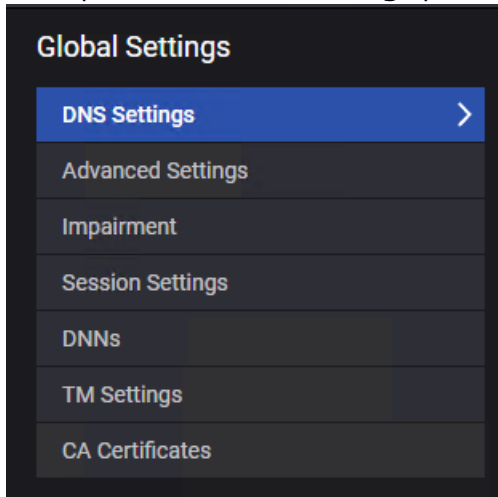 Global Settings
DNS Settings
Advanced Settings
Impairment
Session Settings
DNNs
TM Settings
CA Certificates